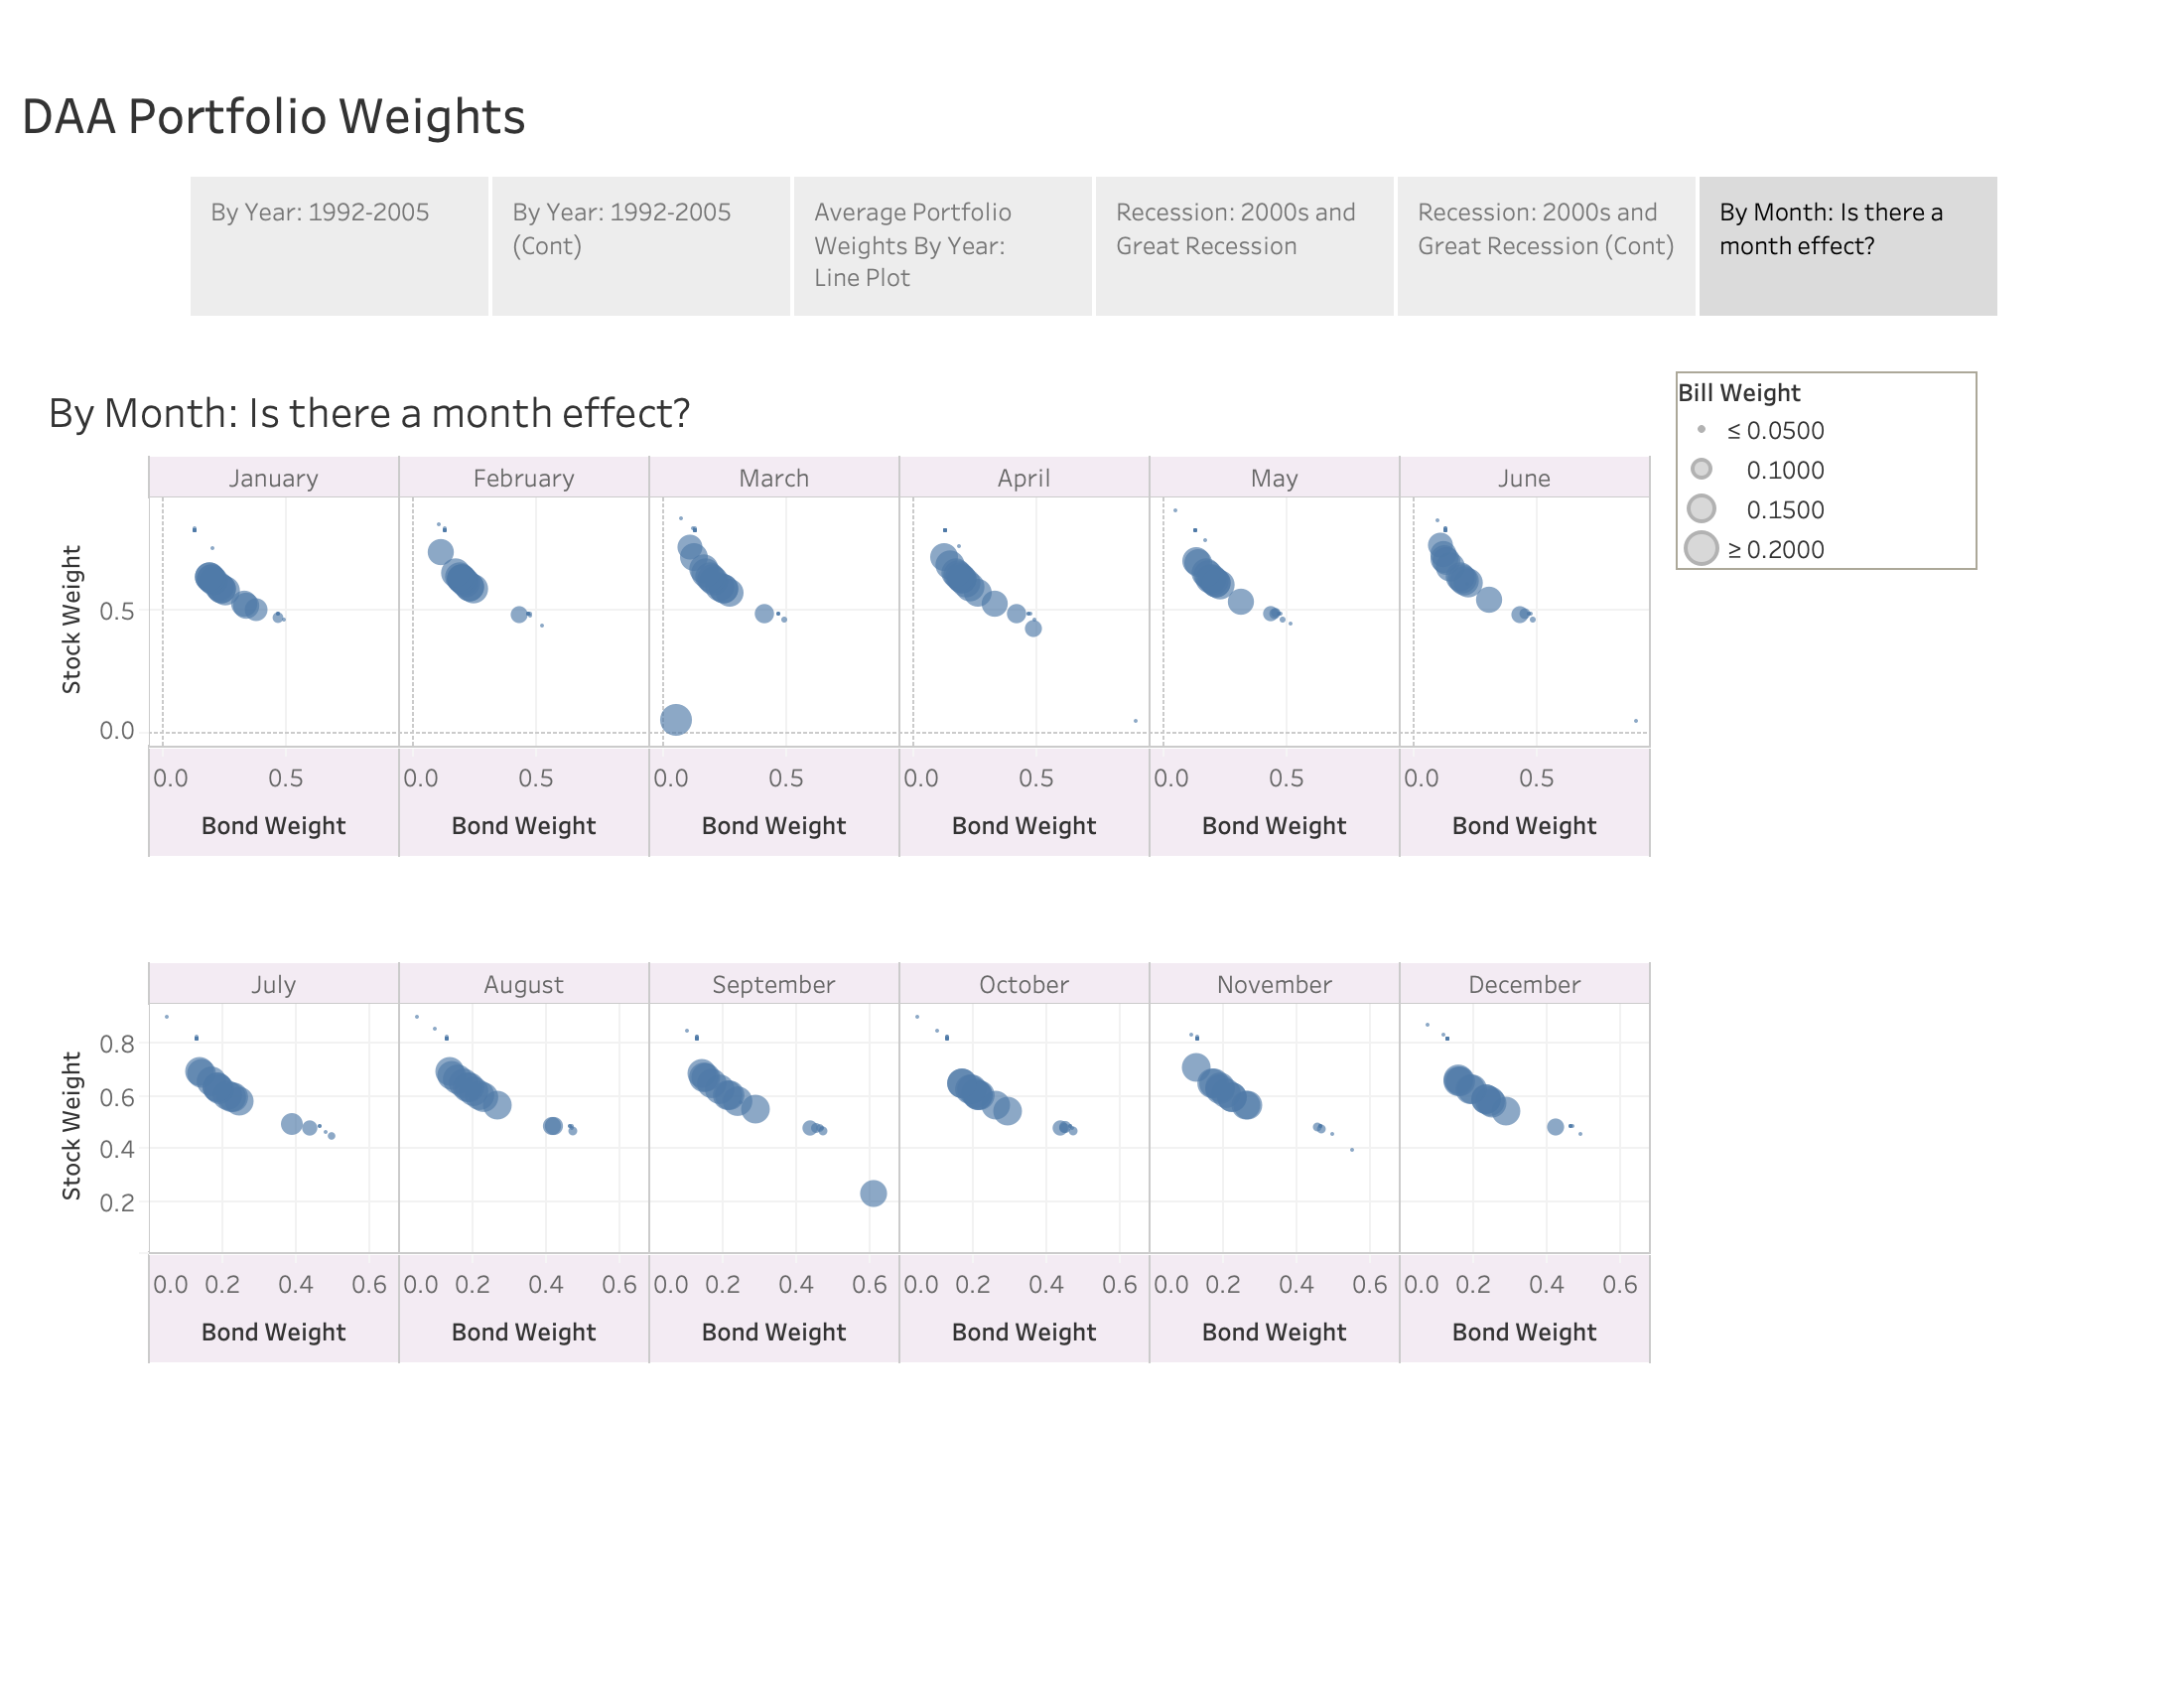 DAA Portfolio Weights
By Year: 1992-2005
By Year: 1992-2005
(Cont)
Average Portfolio
Weights By Year:
Line Plot
Recession: 2000s and
Great Recession
Recession: 2000s and
Great Recession (Cont)
By Month: Is there a
month effect?
By Month: Is there a month effect?
Bill Weight
≤ 0.0500
0.1000
0.1500
≥ 0.2000
January February March April May June
Stock Weight
0.5
0.0
0.0 0.5 0.0 0.5 0.0 0.5 0.0 0.5 0.0 0.5 0.0 0.5
Bond Weight Bond Weight Bond Weight Bond Weight Bond Weight Bond Weight
July August September October November December
Stock Weight
0.8
0.6
0.4
0.2
0.0 0.2 0.4 0.6 0.0 0.2 0.4 0.6 0.0 0.2 0.4 0.6 0.0 0.2 0.4 0.6 0.0 0.2 0.4 0.6 0.0 0.2 0.4 0.6
Bond Weight Bond Weight Bond Weight Bond Weight Bond Weight Bond Weight